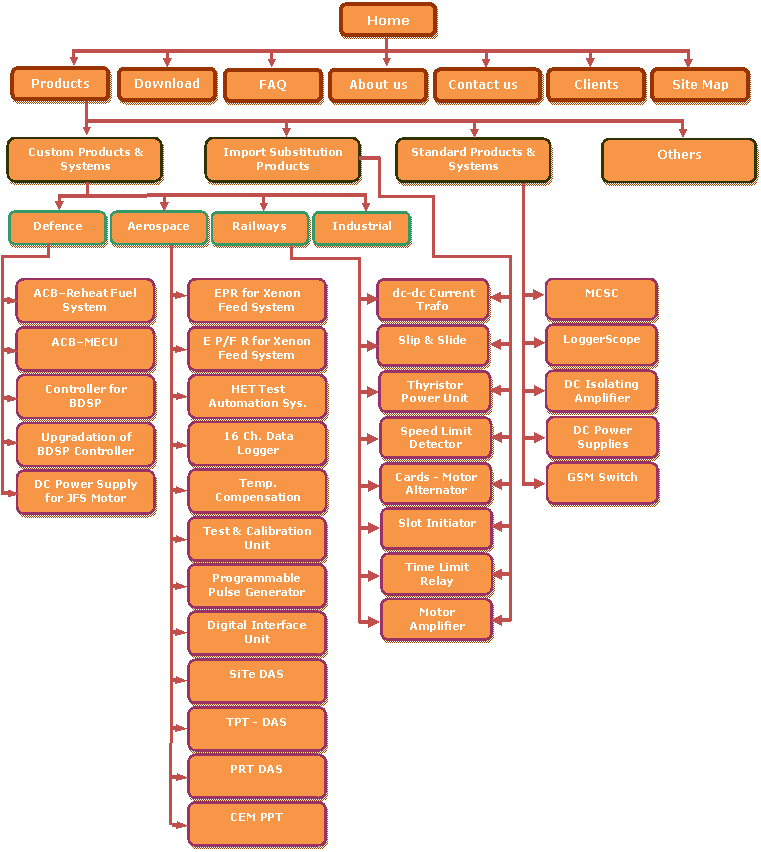 Home
Products
Download
FAQ
About us
Contact us
Clients
Site Map
Custom Products &
Systems
Import Substitution
Products
Standard Products &
Systems
Others
Defence
Aerospace
Railways
Industrial
ACB-Reheat Fuel
System
ACB-MECU
Controller for
BDSP
Upgradation of
BDSP Controller
DC Power Supply
for JFS Motor
EPR for Xenon
Feed System
E P/F R for Xenon
Feed System
HET Test
Automation Sys.
16 Ch. Data
Logger
Temp.
Compensation
Test & Calibration
Unit
Programmable
Pulse Generator
Digital Interface
Unit
SiTe DAS
TPT - DAS
PRT DAS
CEM PPT
dc-dc Current
Trafo
Slip & Slide
Thyristor
Power Unit
Speed Limit
Detector
Cards - Motor
Alternator
Slot Initiator
Time Limit
Relay
Motor
Amplifier
MCSC
LoggerScope
DC Isolating
Amplifier
DC Power
Supplies
GSM Switch